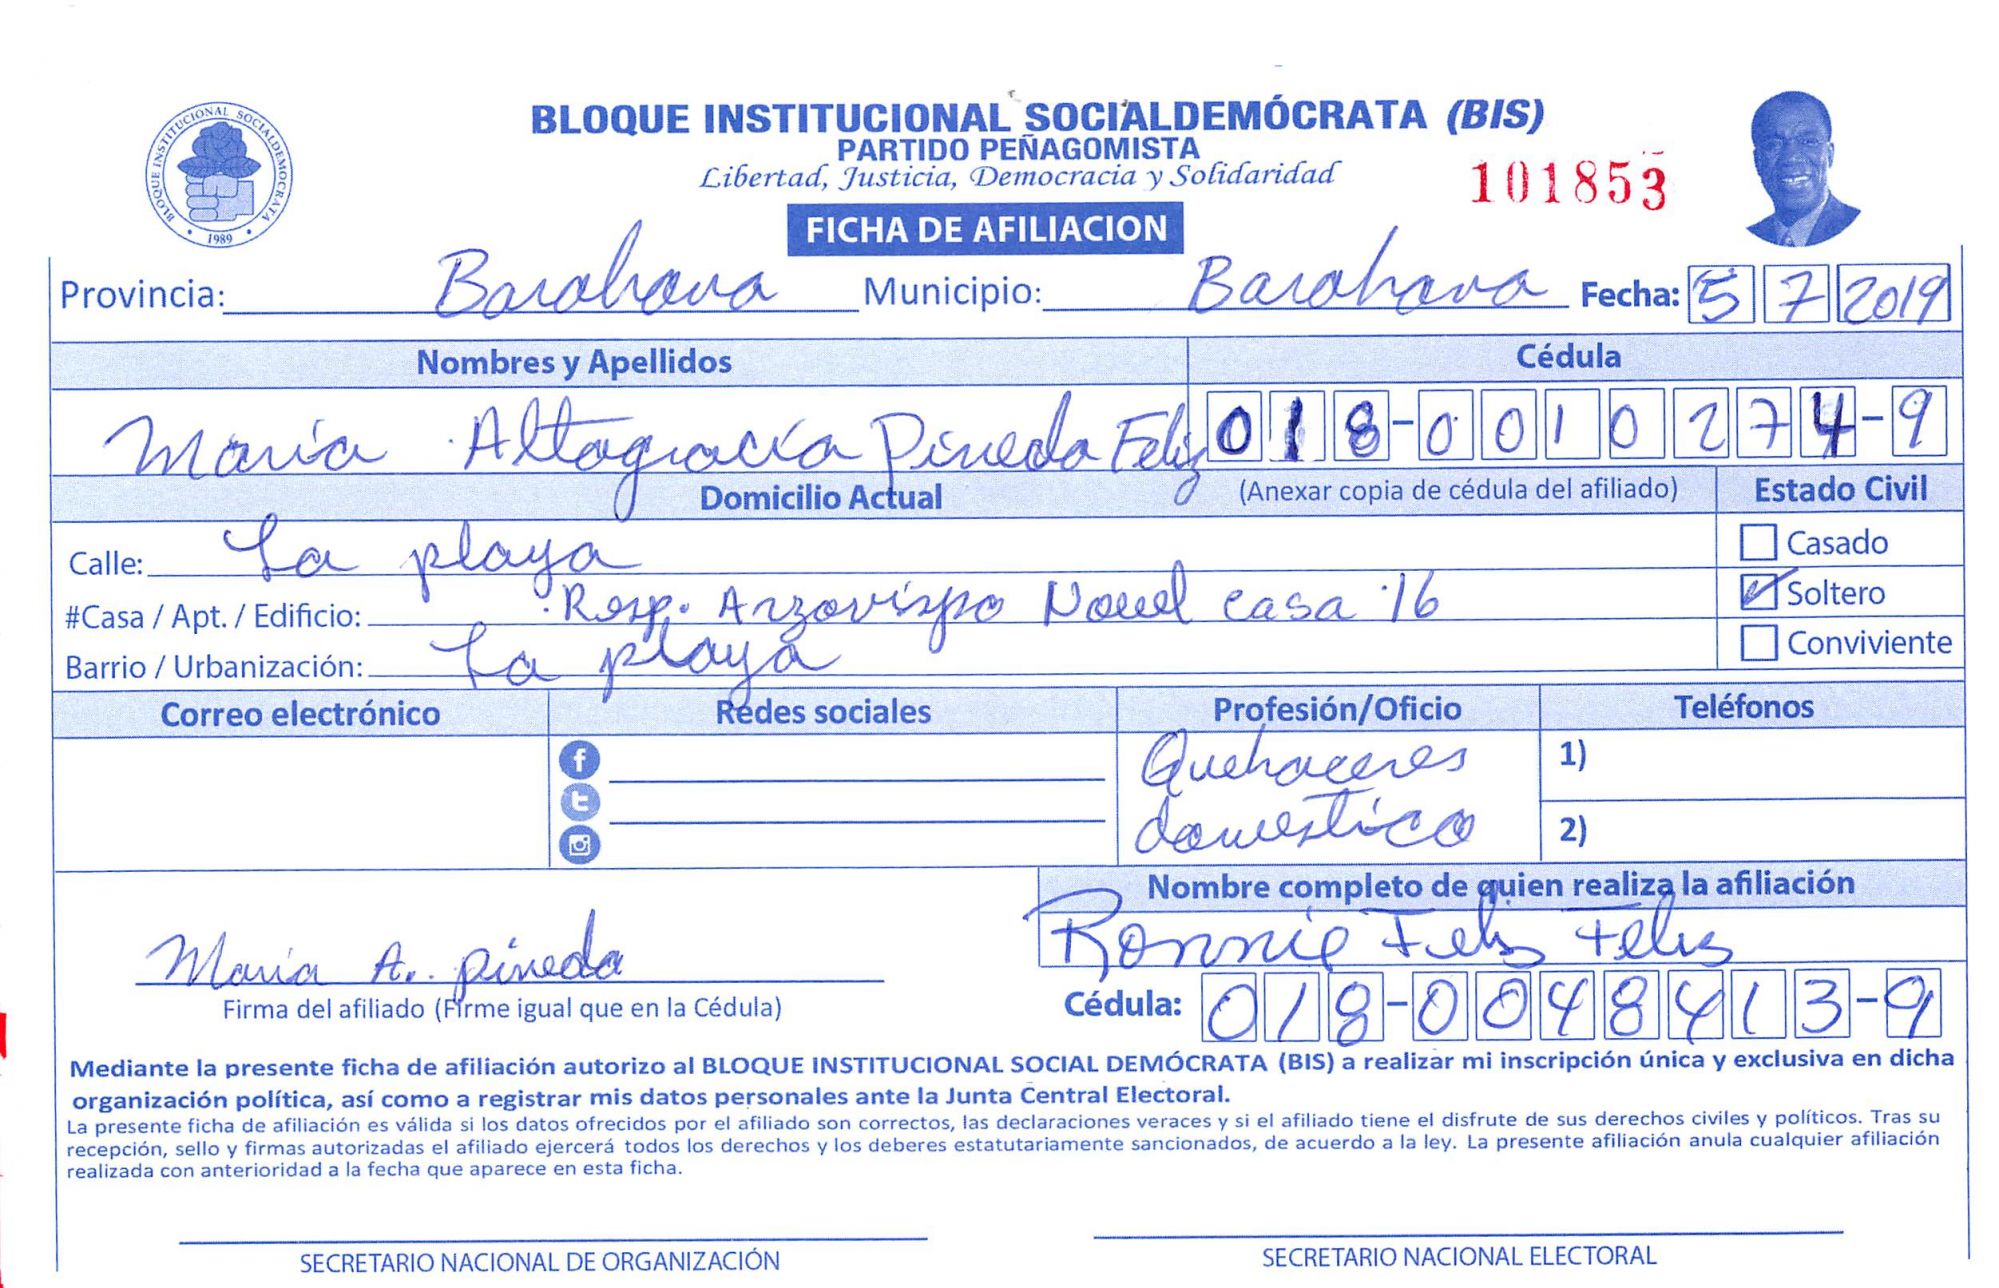 BLOQUE INSTITUCIONAL SOCIALDEMÓCRATA (BIS)
PARTIDO PEÑAGOMISTA
Libertad, Justicia, Democracia y Solidaridad
101853
BLOQUE INSTITUCIONAL SOCIALDEMOCRATA
• 1989 •
FICHA DE AFILIACION
Provincia: Barahona Municipio: Barahona Fecha: 5 7 2019
Nombres y Apellidos Cédula
María Altagracía Pineda Feliz 018-0010274-9
Domicilio Actual (Anexar copia de cédula del afiliado) Estado Civil
Calle: La playa Casado
#Casa / Apt. / Edificio: Resp. Arzovispo Nouel casa 16 Soltero
Barrio / Urbanización: La playa Conviviente
Correo electrónico Redes sociales Profesión/Oficio Teléfonos
Quehaceres 1)
domestico 2)
Nombre completo de quien realiza la afiliación
Ronnie Feliz Feliz
María A. pineda
Firma del afiliado (Firme igual que en la Cédula) Cédula: 018-0048413-9
Mediante la presente ficha de afiliación autorizo al BLOQUE INSTITUCIONAL SOCIAL DEMÓCRATA (BIS) a realizar mi inscripción única y exclusiva en dicha
organización política, así como a registrar mis datos personales ante la Junta Central Electoral.
La presente ficha de afiliación es válida si los datos ofrecidos por el afiliado son correctos, las declaraciones veraces y si el afiliado tiene el disfrute de sus derechos civiles y políticos. Tras su
recepción, sello y firmas autorizadas el afiliado ejercerá todos los derechos y los deberes estatutariamente sancionados, de acuerdo a la ley. La presente afiliación anula cualquier afiliación
realizada con anterioridad a la fecha que aparece en esta ficha.
SECRETARIO NACIONAL DE ORGANIZACIÓN SECRETARIO NACIONAL ELECTORAL